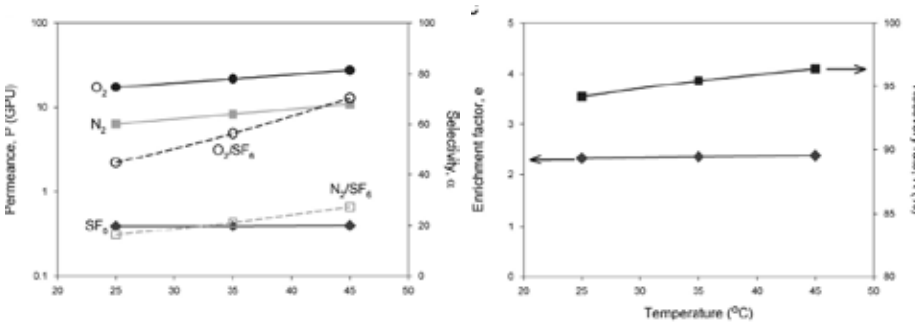 Permeance, P (GPU)
100
10
1
0.1
O₂
N₂
SF₆
O₂/SF₆
N₂/SF₆
100
80
60
40
20
0
Selectivity, α
20 25 30 35 40 45 50
Enrichment factor, e
5
4
3
2
1
0
100
95
90
85
80
20 25 30 35 40 45 50
Temperature (°C)